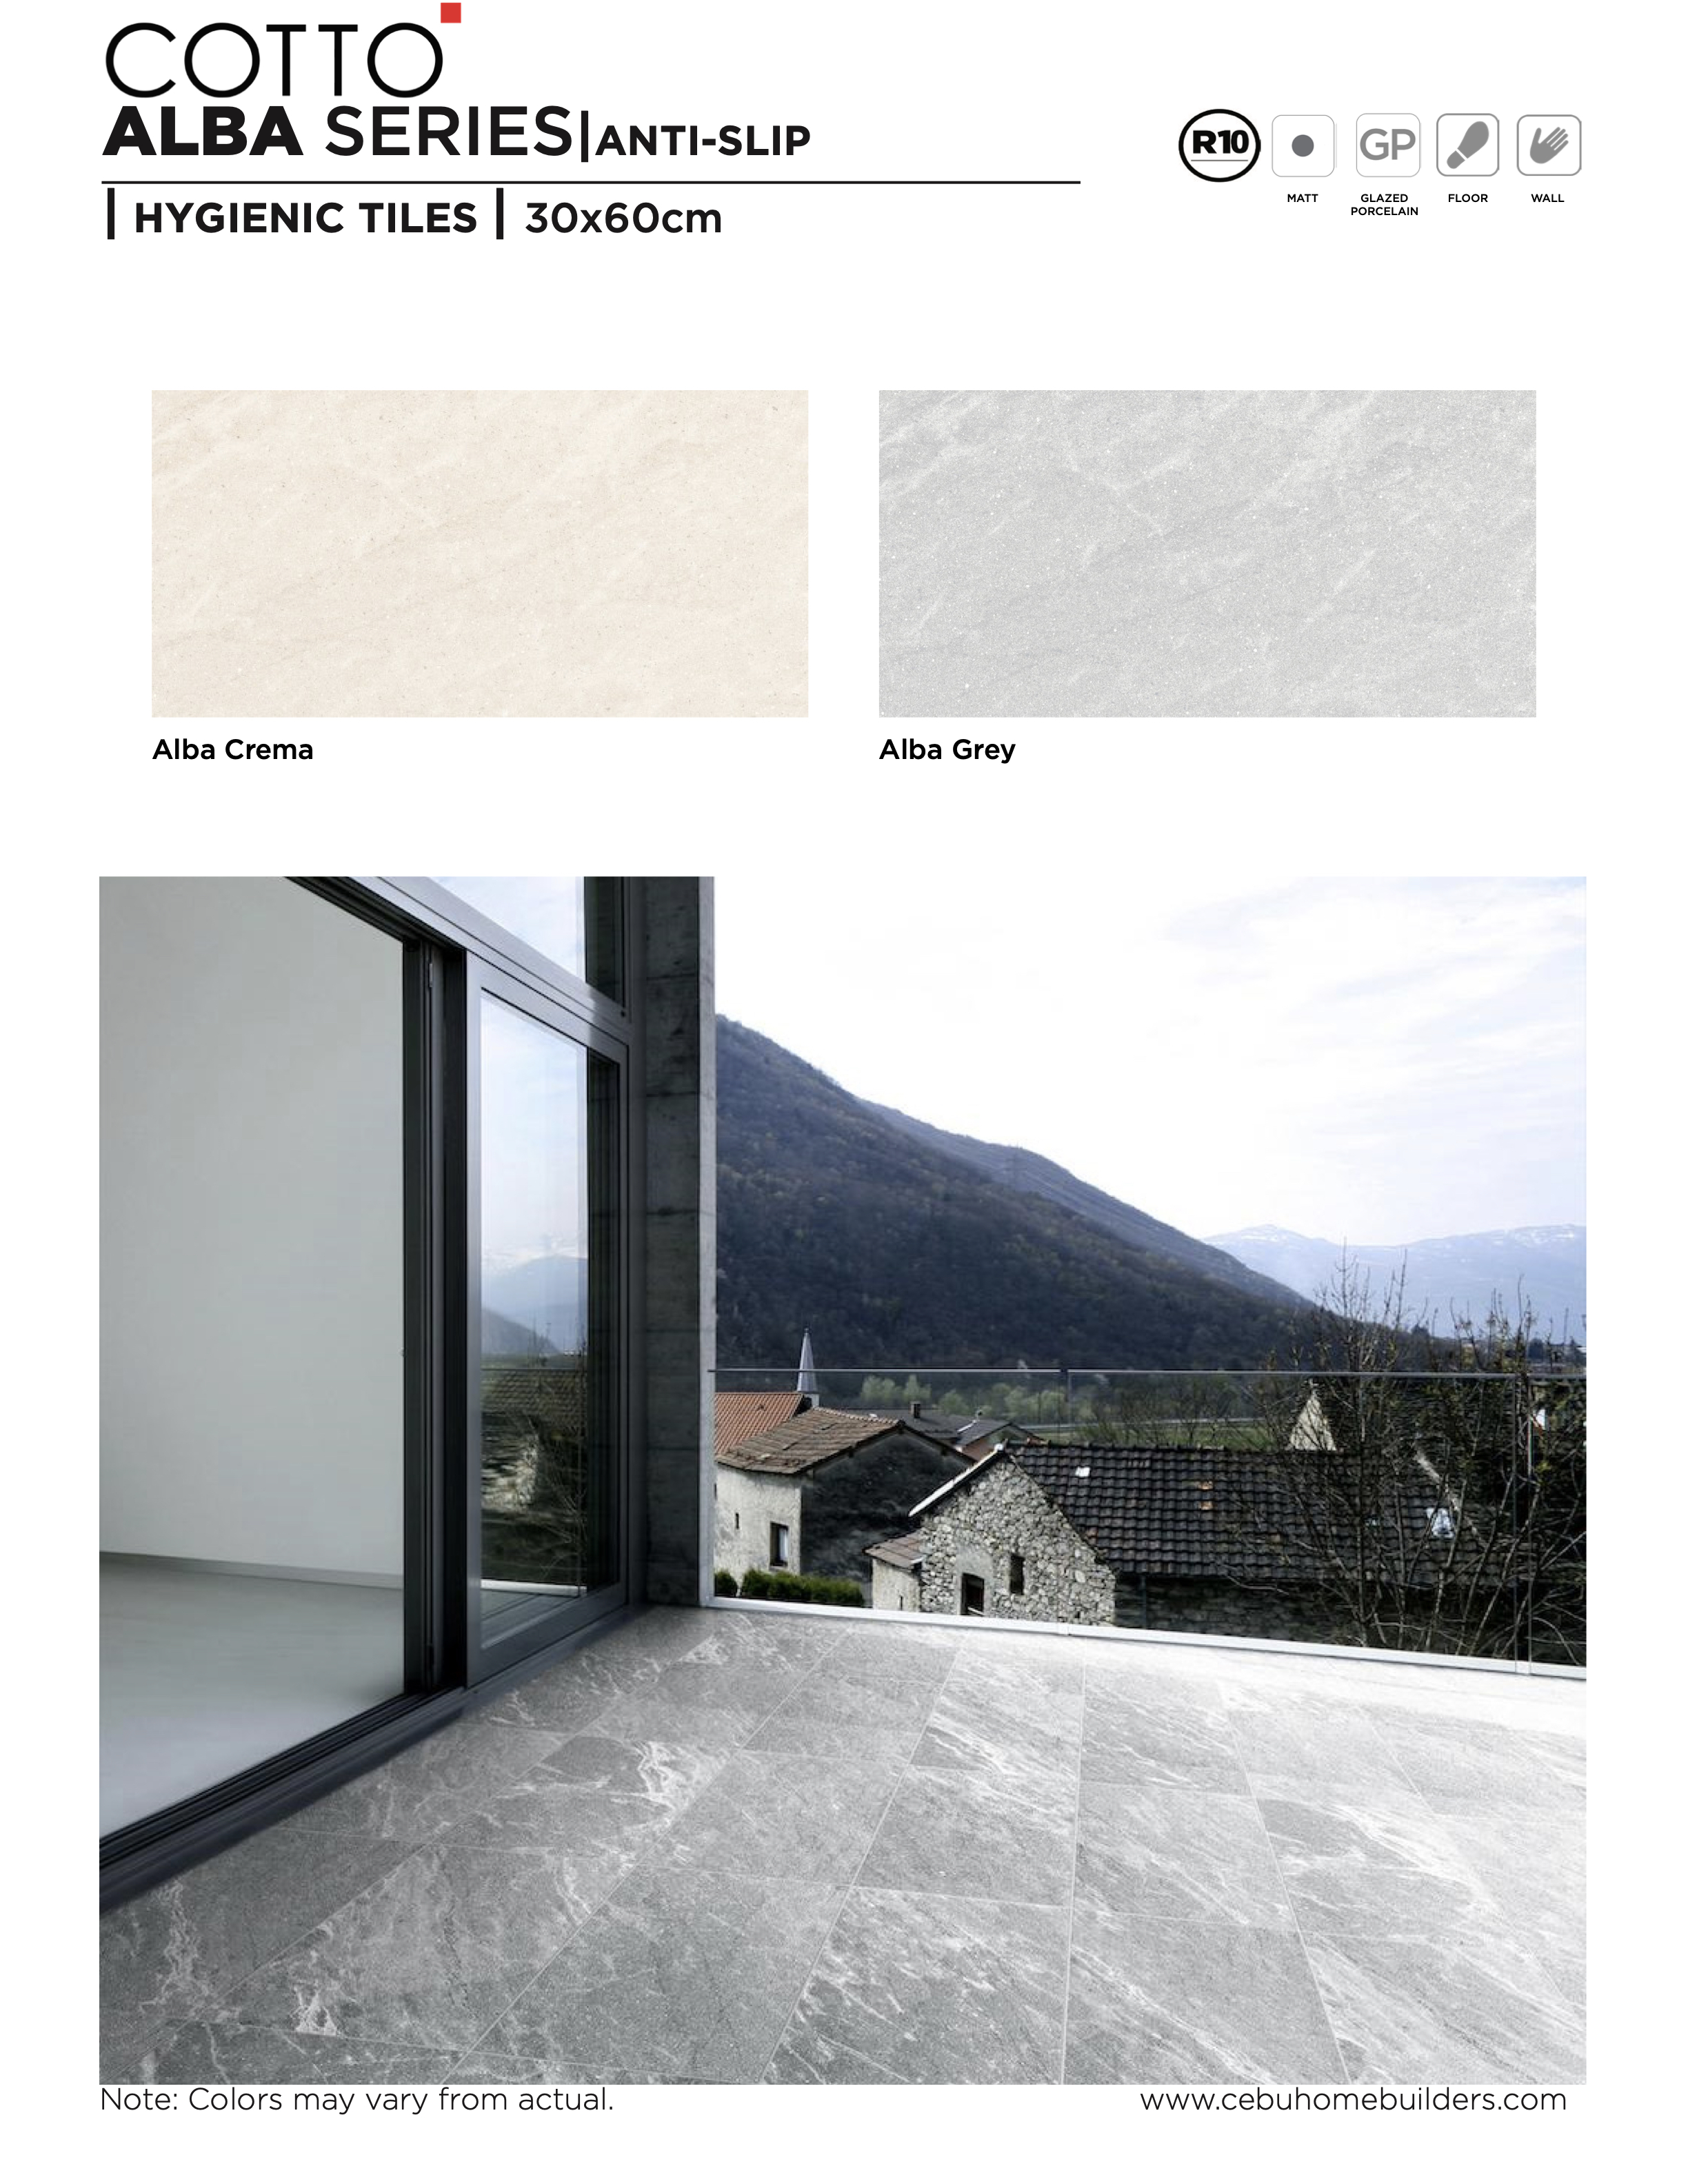 COTTO
ALBA SERIES|ANTI-SLIP
| HYGIENIC TILES | 30x60cm
R10
GP
MATT
GLAZED
PORCELAIN
FLOOR
WALL
Alba Crema
Alba Grey
Note: Colors may vary from actual.
www.cebuhomebuilders.com